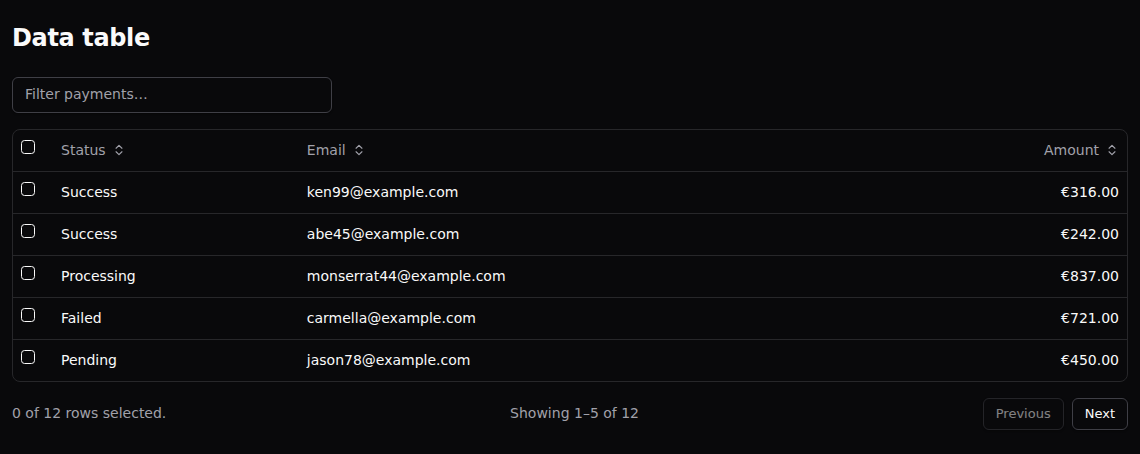 Data table
Filter payments...
Status Email Amount
Success ken99@example.com €316.00
Success abe45@example.com €242.00
Processing monserrat44@example.com €837.00
Failed carmella@example.com €721.00
Pending jason78@example.com €450.00
0 of 12 rows selected. Showing 1–5 of 12 Previous Next